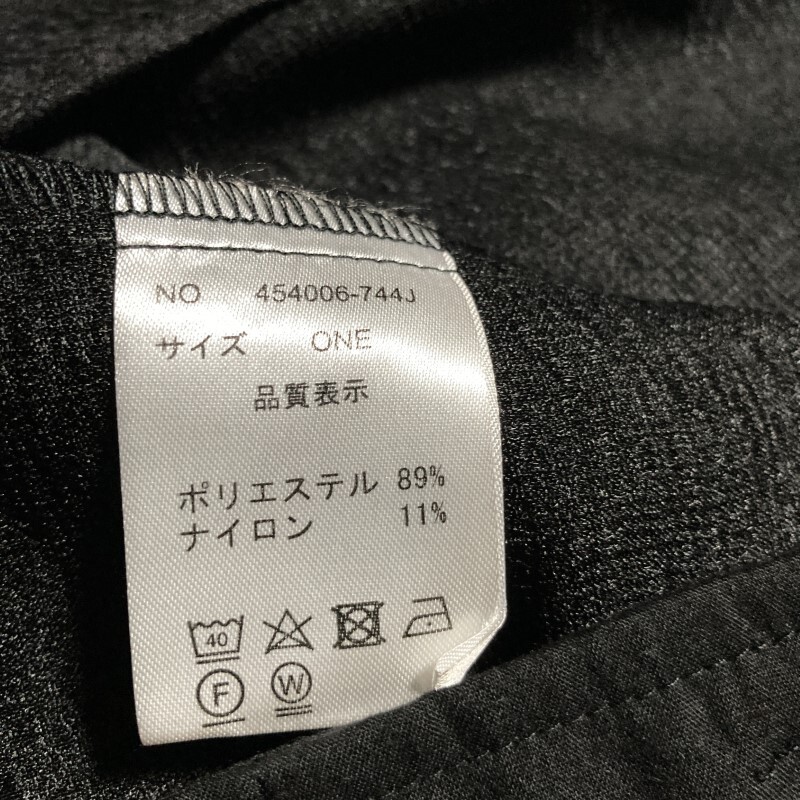 NO 454006-744J
サイズ ONE
品質表示
ポリエステル 89%
ナイロン 11%
40
F W